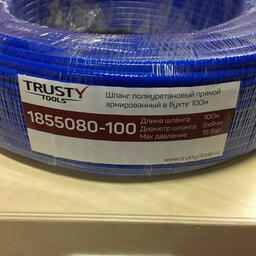 TRUSTY
TOOLS
Шланг полиуретановый прямой
армированный в бухте 100м
1855080-100
Длина шланга 100м
Диаметр шланга 5х8мм
Мах давление 15 бар
www.trusty-tools.ru